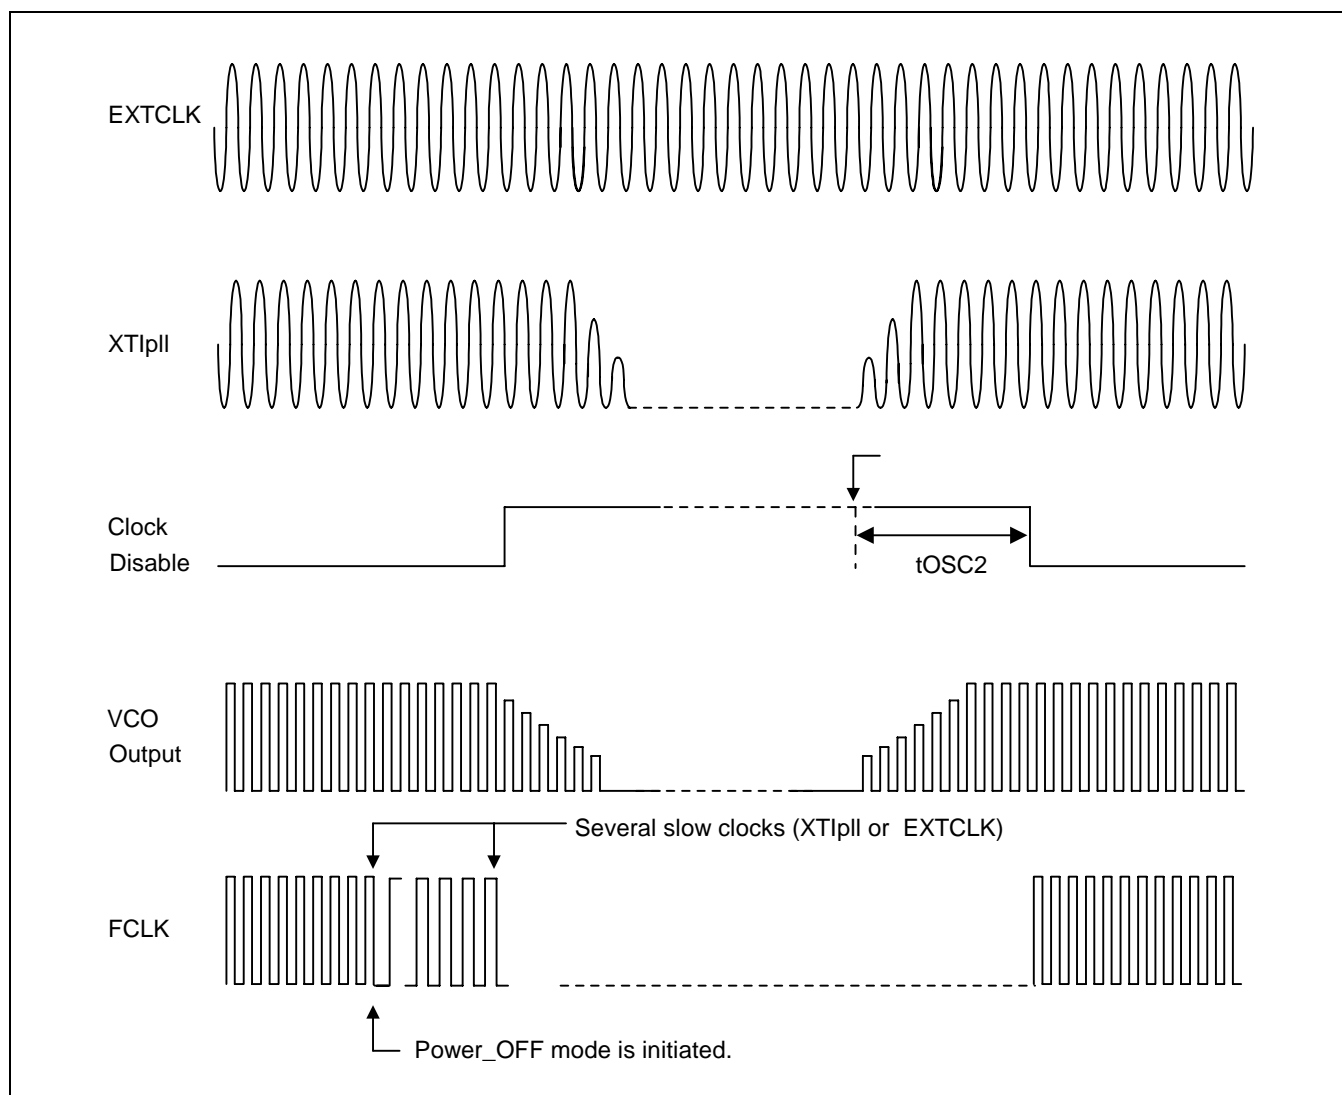 EXTCLK
XTIpll
Clock
Disable
tOSC2
VCO
Output
Several slow clocks (XTIpll or EXTCLK)
FCLK
Power_OFF mode is initiated.